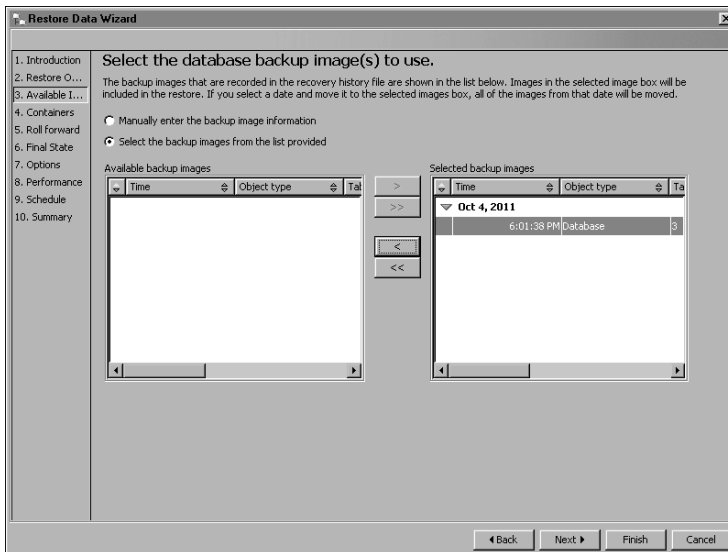 Restore Data Wizard
1. Introduction
2. Restore O...
3. Available I...
4. Containers
5. Roll forward
6. Final State
7. Options
8. Performance
9. Schedule
10. Summary
Select the database backup image(s) to use.
The backup images that are recorded in the recovery history file are shown in the list below. Images in the selected image box will be
included in the restore. If you select a date and move it to the selected images box, all of the images from that date will be moved.
Manually enter the backup image information
Select the backup images from the list provided
Available backup images
Time Object type Tab
>
>>
<
<<
Selected backup images
Time Object type Ta
Oct 4, 2011
6:01:38 PM Database 3
Back Next Finish Cancel